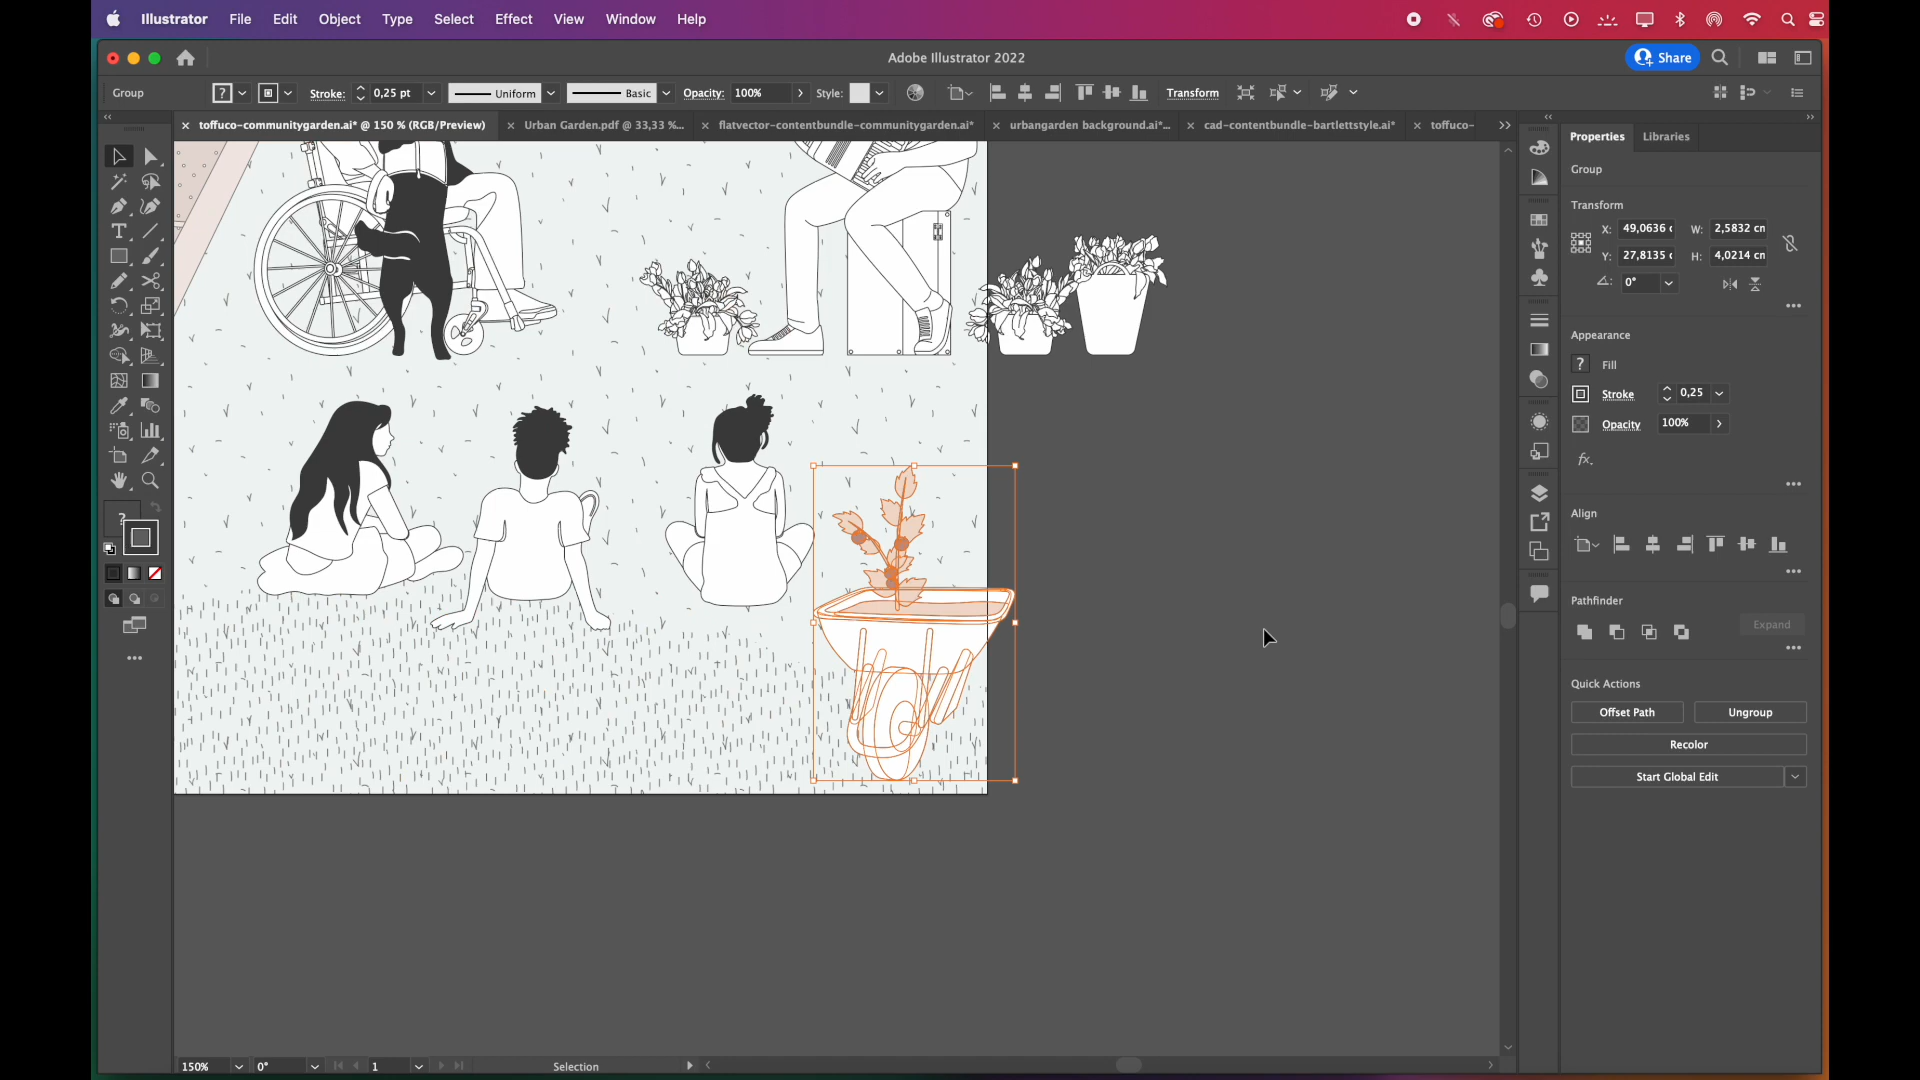 Illustrator File Edit Object Type Select Effect View Window Help
Adobe Illustrator 2022
Share
Group ? Stroke: 0,25 pt Uniform Basic Opacity: 100% Style: Transform
toffuco-communitygarden.ai* @ 150 % (RGB/Preview) Urban Garden.pdf @ 33,33 %... flatvector-contentbundle-communitygarden.ai* urbangarden background.ai*... cad-contentbundle-bartlettstyle.ai* toffuco-
Properties Libraries
Group
Transform
X: 49,0636 W: 2,5832 cm
Y: 27,8135 H: 4,0214 cm
0°
Appearance
? Fill
Stroke 0,25
Opacity 100%
fx.
Align
Pathfinder
Expand
Quick Actions
Offset Path Ungroup
Recolor
Start Global Edit
?
150% 0° 1 Selection